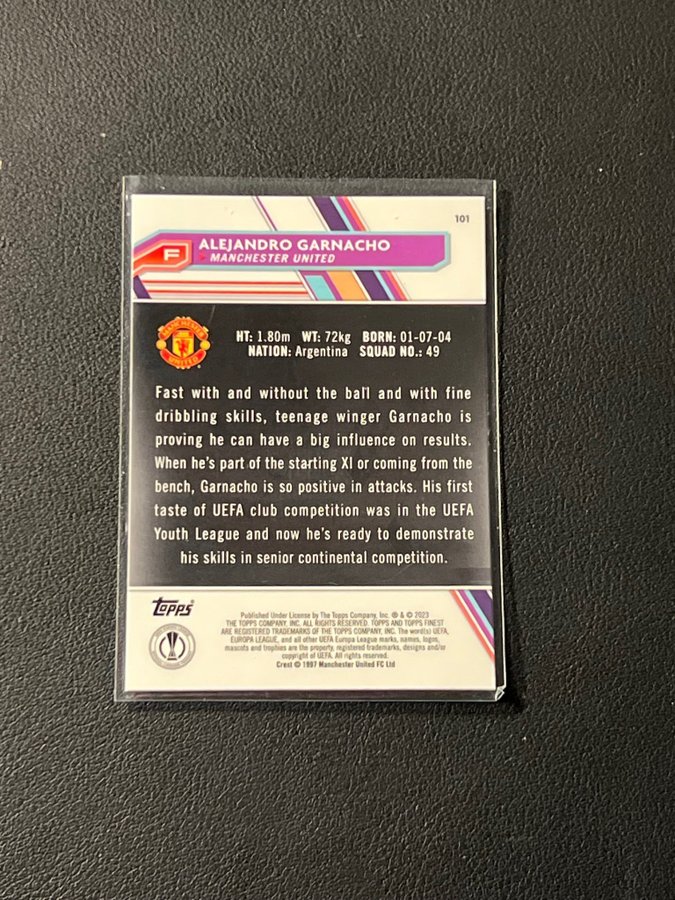 101
F
ALEJANDRO GARNACHO
MANCHESTER UNITED
MANCHESTER
UNITED
HT: 1.80m WT: 72kg BORN: 01-07-04
NATION: Argentina SQUAD NO.: 49
Fast with and without the ball and with fine
dribbling skills, teenage winger Garnacho is
proving he can have a big influence on results.
When he's part of the starting XI or coming from the
bench, Garnacho is so positive in attacks. His first
taste of UEFA club competition was in the UEFA
Youth League and now he's ready to demonstrate
his skills in senior continental competition.
Topps
Published Under License by The Topps Company, Inc. ® & © 2023
THE TOPPS COMPANY, INC. ALL RIGHTS RESERVED. TOPPS AND TOPPS FINEST
ARE REGISTERED TRADEMARKS OF THE TOPPS COMPANY, INC. The word(s) UEFA,
EUROPA LEAGUE, and all other UEFA Europa League marks, names, logos,
mascots and trophies are the property, registered trademarks, designs and/or
copyright of UEFA. All rights reserved.
Crest © 1997 Manchester United FC Ltd